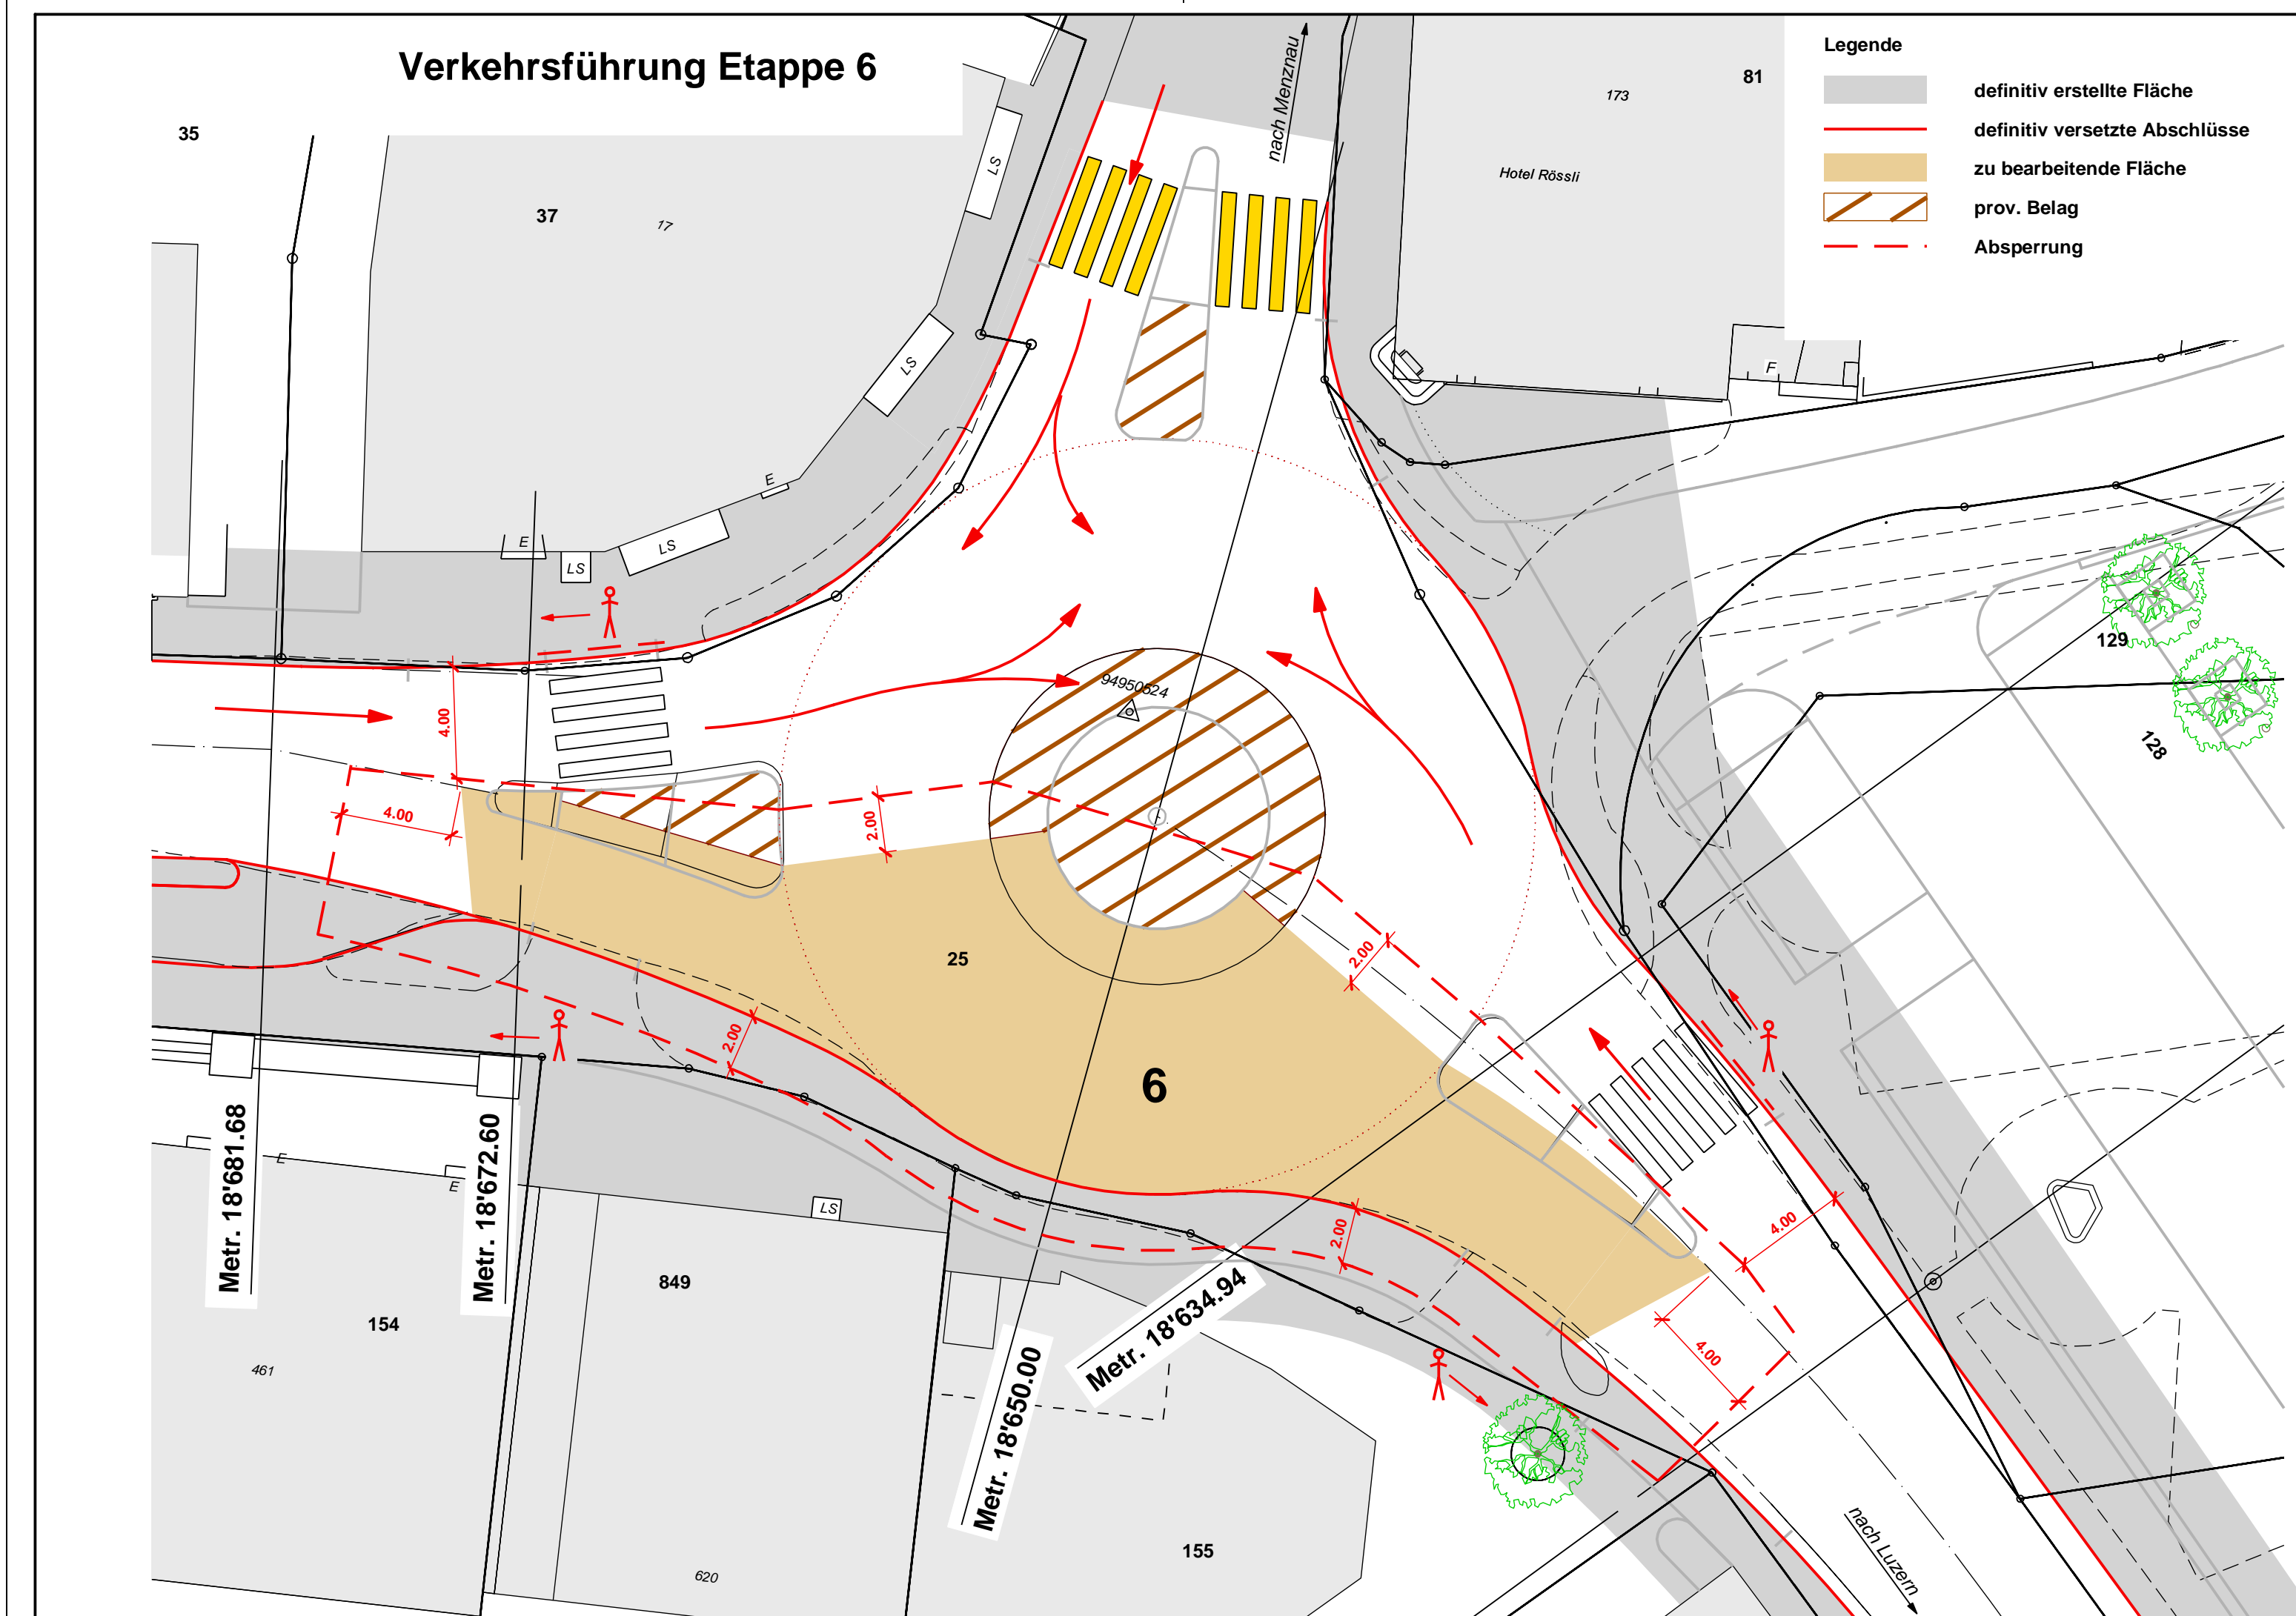 Verkehrsführung Etappe 6
Legende
definitiv erstellte Fläche
definitiv versetzte Abschlüsse
zu bearbeitende Fläche
prov. Belag
Absperrung
nach Menznau
81
173
Hotel Rössli
35
37
17
LS
LS
LS
LS
E
E
F
94950624
129
128
4.00
4.00
2.00
2.00
2.00
2.00
4.00
4.00
25
6
Metr. 18'681.68
Metr. 18'672.60
Metr. 18'650.00
Metr. 18'634.94
E
E
LS
849
154
461
620
155
nach Luzern